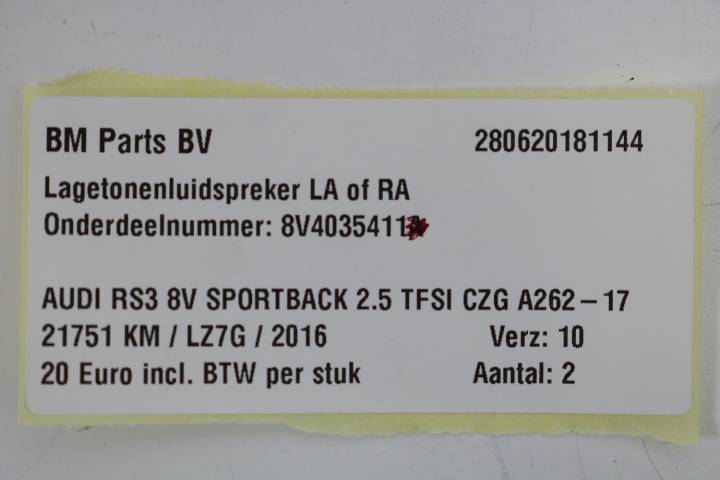 BM Parts BV 280620181144
Lagetonenluidspreker LA of RA
Onderdeelnummer: 8V4035411
AUDI RS3 8V SPORTBACK 2.5 TFSI CZG A262-17
21751 KM / LZ7G / 2016 Verz: 10
20 Euro incl. BTW per stuk Aantal: 2